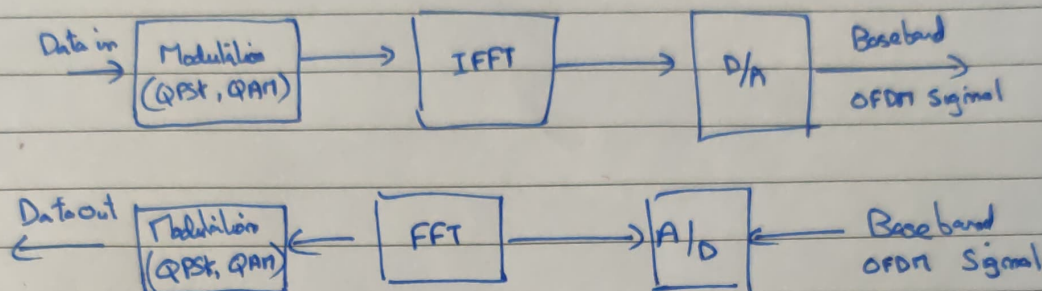 Data in
Modulation
(QPSK, QAM)
IFFT
D/A
Baseband
OFDM Signal
Data out
Modulation
(QPSK, QAM)
FFT
A/D
Baseband
OFDM Signal